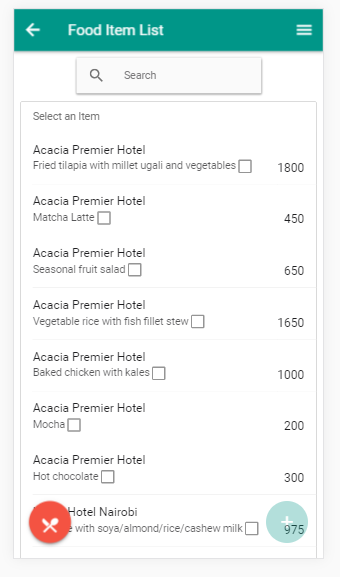 Food Item List
Search
Select an Item
Acacia Premier Hotel
Fried tilapia with millet ugali and vegetables
1800
Acacia Premier Hotel
Matcha Latte
450
Acacia Premier Hotel
Seasonal fruit salad
650
Acacia Premier Hotel
Vegetable rice with fish fillet stew
1650
Acacia Premier Hotel
Baked chicken with kales
1000
Acacia Premier Hotel
Mocha
200
Acacia Premier Hotel
Hot chocolate
300
Hotel Nairobi
with soya/almond/rice/cashew milk
975